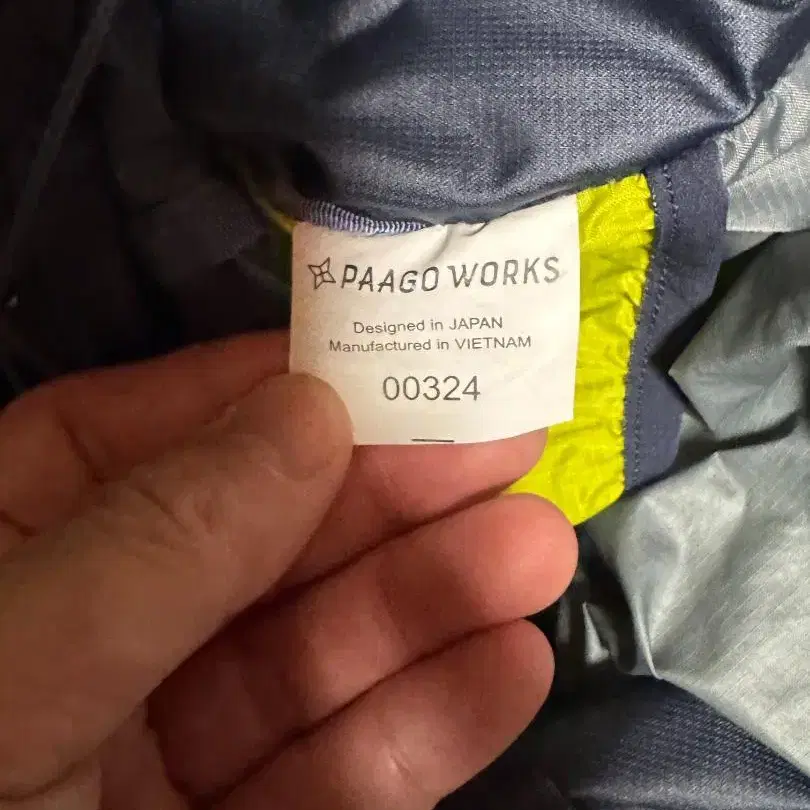 PAAGO WORKS
Designed in JAPAN
Manufactured in VIETNAM
00324